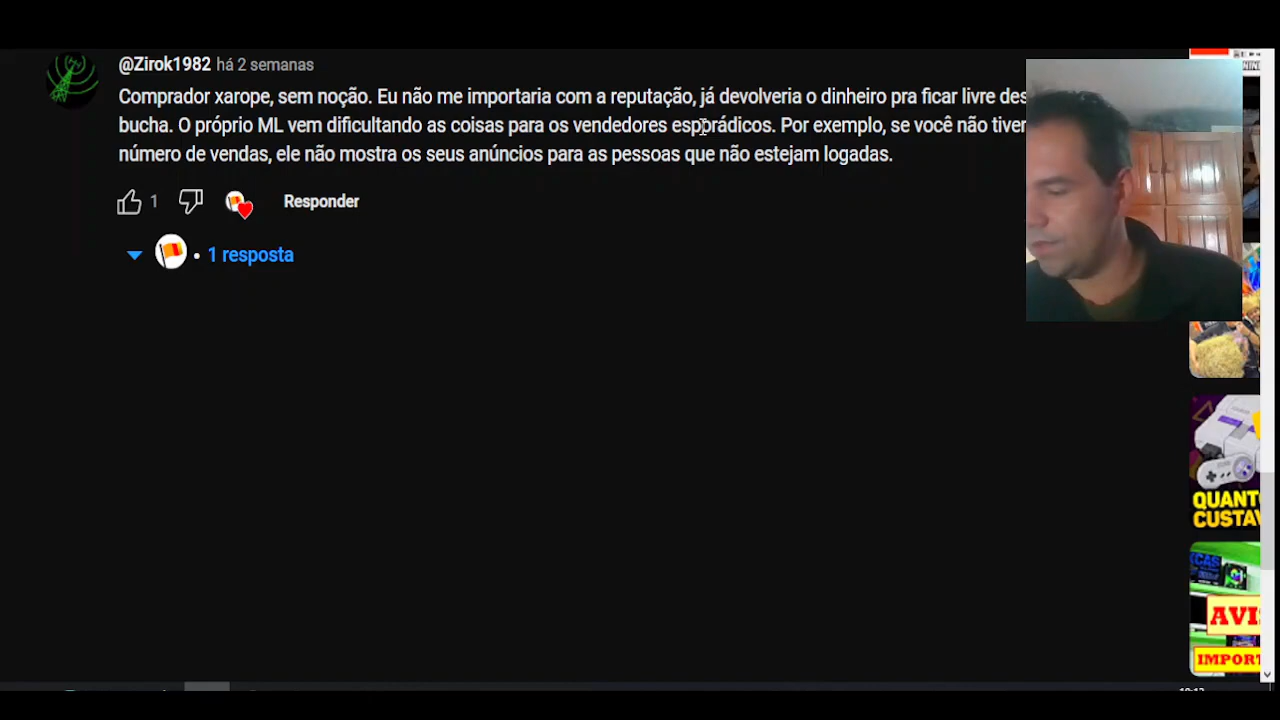 @Zirok1982 há 2 semanas
Comprador xarope, sem noção. Eu não me importaria com a reputação, já devolveria o dinheiro pra ficar livre des
bucha. O próprio ML vem dificultando as coisas para os vendedores esporádicos. Por exemplo, se você não tiver
número de vendas, ele não mostra os seus anúncios para as pessoas que não estejam logadas.
1
Responder
1 resposta
QUANT
CUSTAV
AVIS
IMPORT